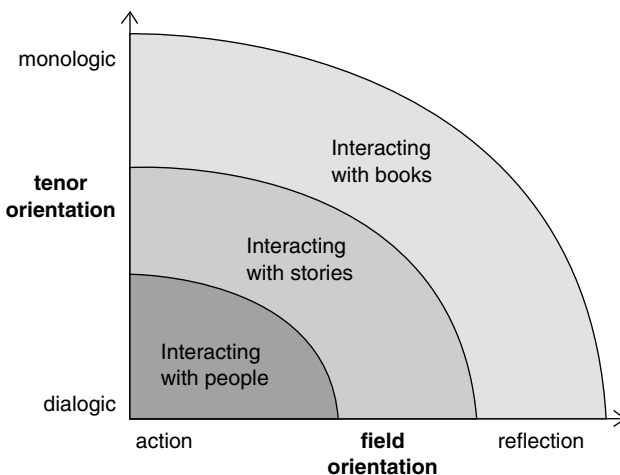 monologic
Interacting
with books
tenor
orientation
Interacting
with stories
Interacting
with people
dialogic
action
field
orientation
reflection